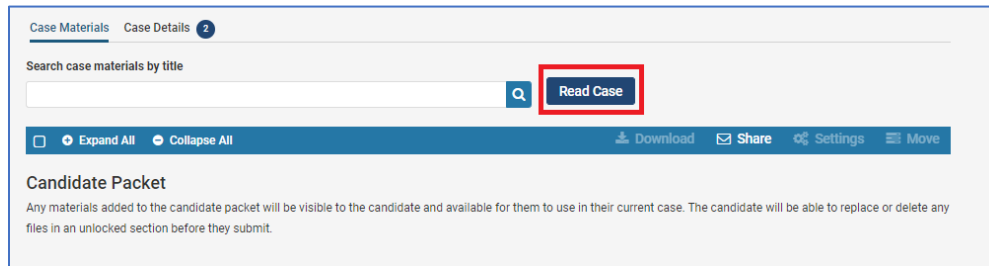 Case Materials Case Details 2
Search case materials by title
Read Case
Expand All Collapse All Download Share Settings Move
Candidate Packet
Any materials added to the candidate packet will be visible to the candidate and available for them to use in their current case. The candidate will be able to replace or delete any
files in an unlocked section before they submit.